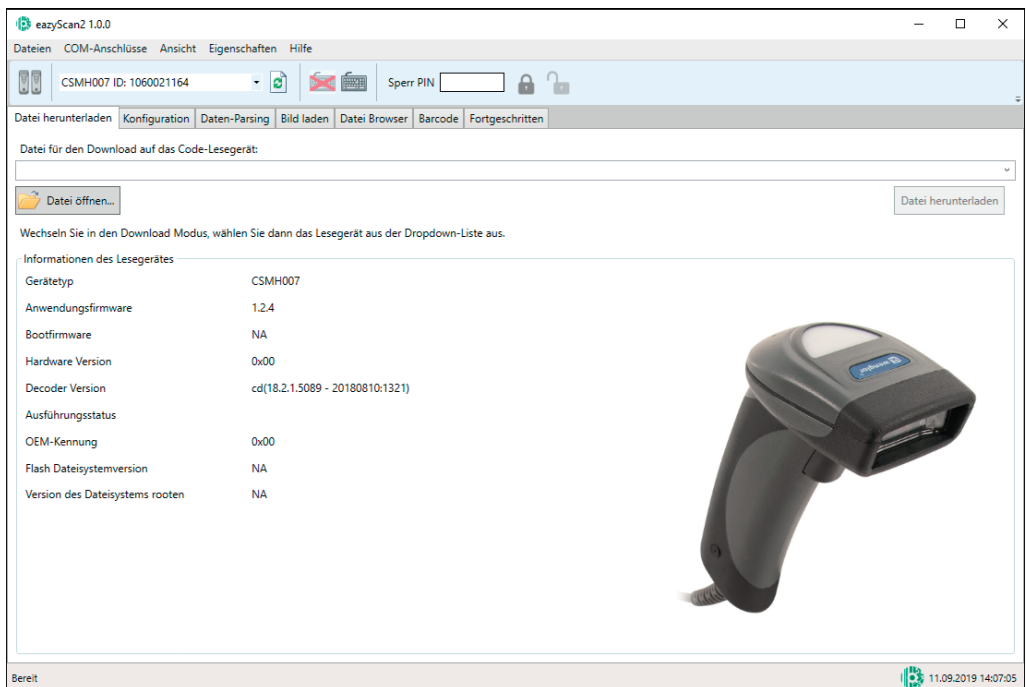 eazyScan2 1.0.0
Dateien COM-Anschlüsse Ansicht Eigenschaften Hilfe
CSMH007 ID: 1060021164 Sperr PIN
Datei herunterladen Konfiguration Daten-Parsing Bild laden Datei Browser Barcode Fortgeschritten
Datei für den Download auf das Code-Lesegerät:
Datei öffnen... Datei herunterladen
Wechseln Sie in den Download Modus, wählen Sie dann das Lesegerät aus der Dropdown-Liste aus.
Informationen des Lesegerätes
Gerätetyp CSMH007
Anwendungsfirmware 1.2.4
Bootfirmware NA
Hardware Version 0x00
Decoder Version cd(18.2.1.5089 - 20180810:1321)
Ausführungsstatus
OEM-Kennung 0x00
Flash Dateisystemversion NA
Version des Dateisystems rooten NA
wenglor
Bereit 11.09.2019 14:07:05